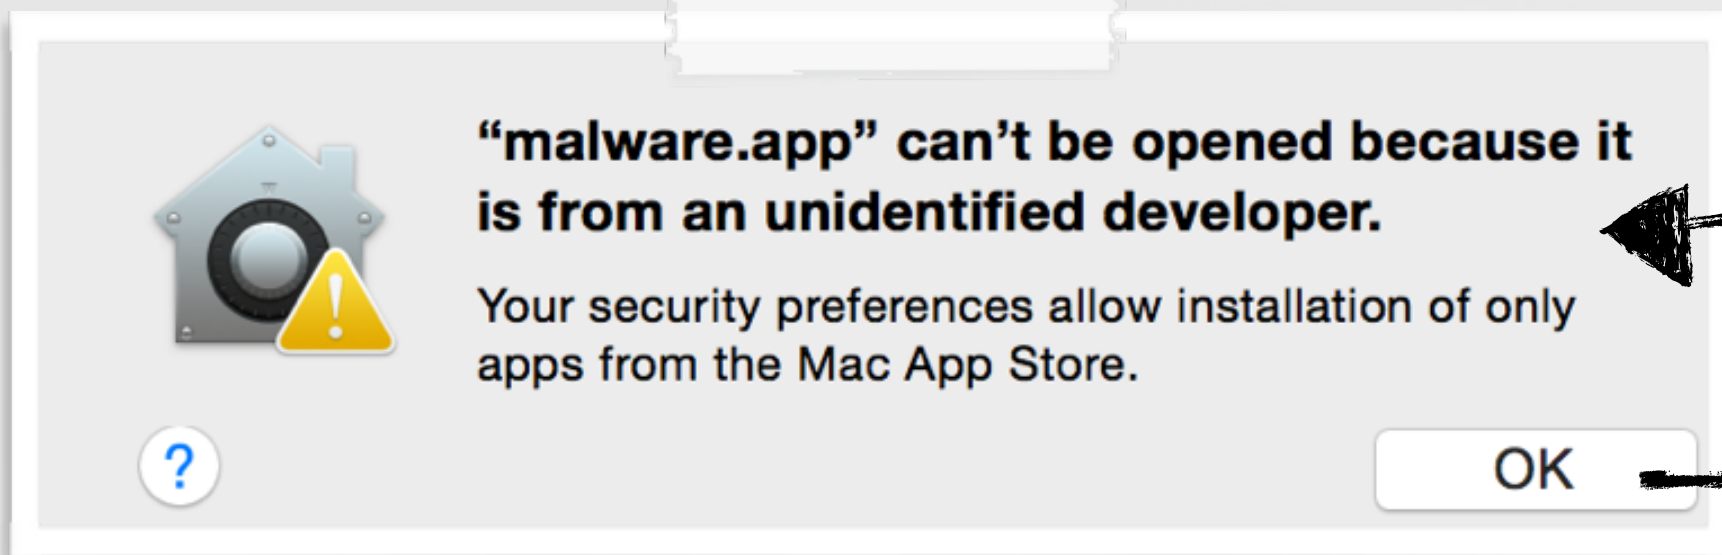 “malware.app” can’t be opened because it
is from an unidentified developer.
Your security preferences allow installation of only
apps from the Mac App Store.
?
OK